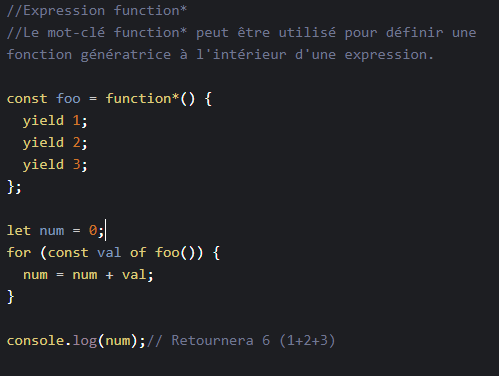 //Expression function*
//Le mot-clé function* peut être utilisé pour définir une
fonction génératrice à l'intérieur d'une expression.
const foo = function*() {
yield 1;
yield 2;
yield 3;
};
let num = 0;
for (const val of foo()) {
num = num + val;
}
console.log(num);// Retournera 6 (1+2+3)